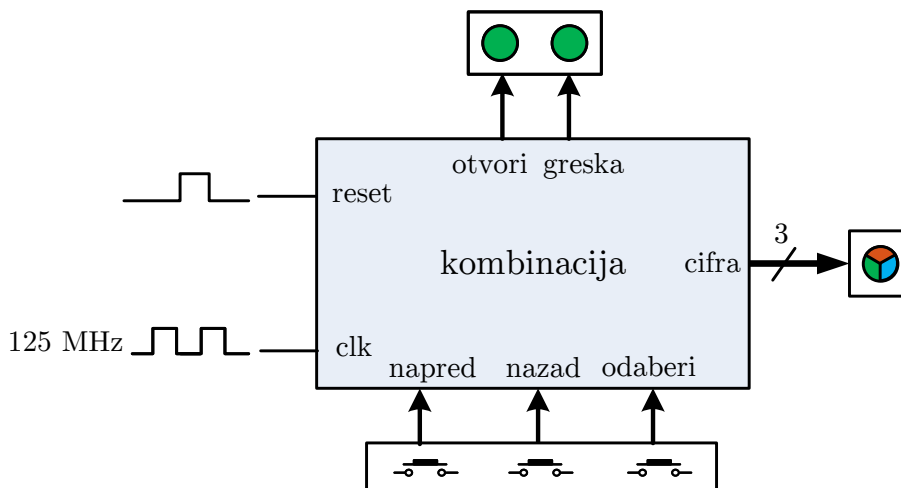 otvori greska
reset
3
kombinacija
cifra
125 MHz
clk
napred nazad odaberi